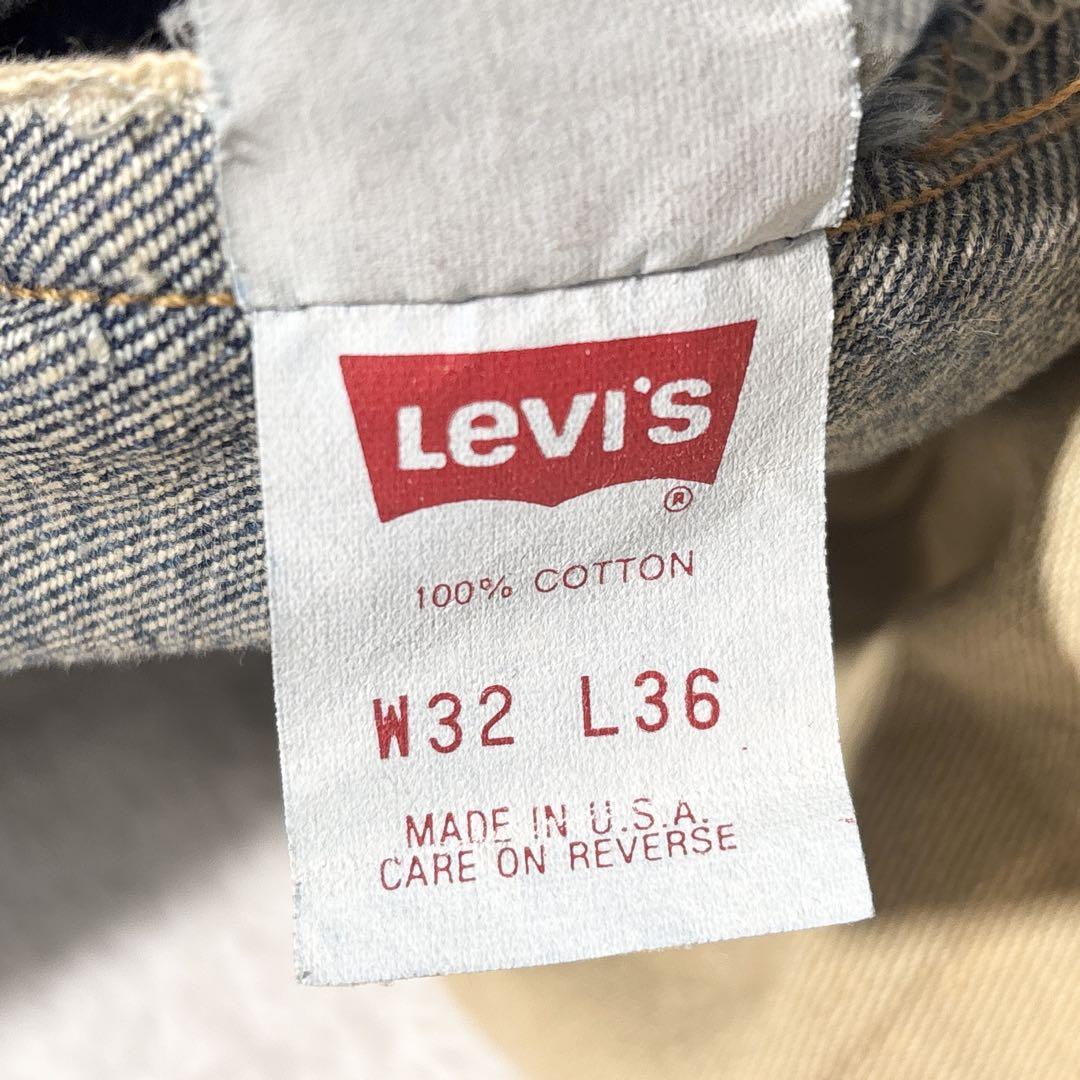 Levi's
®
100% COTTON
W32 L36
MADE IN U.S.A.
CARE ON REVERSE